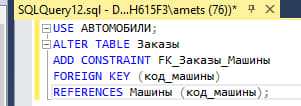 SQLQuery12.sql - D...H615F3\amets (76))*
USE АВТОМОБИЛИ;
ALTER TABLE Заказы
ADD CONSTRAINT FK_Заказы_Машины
FOREIGN KEY (код_машины)
REFERENCES Машины (код_машины);